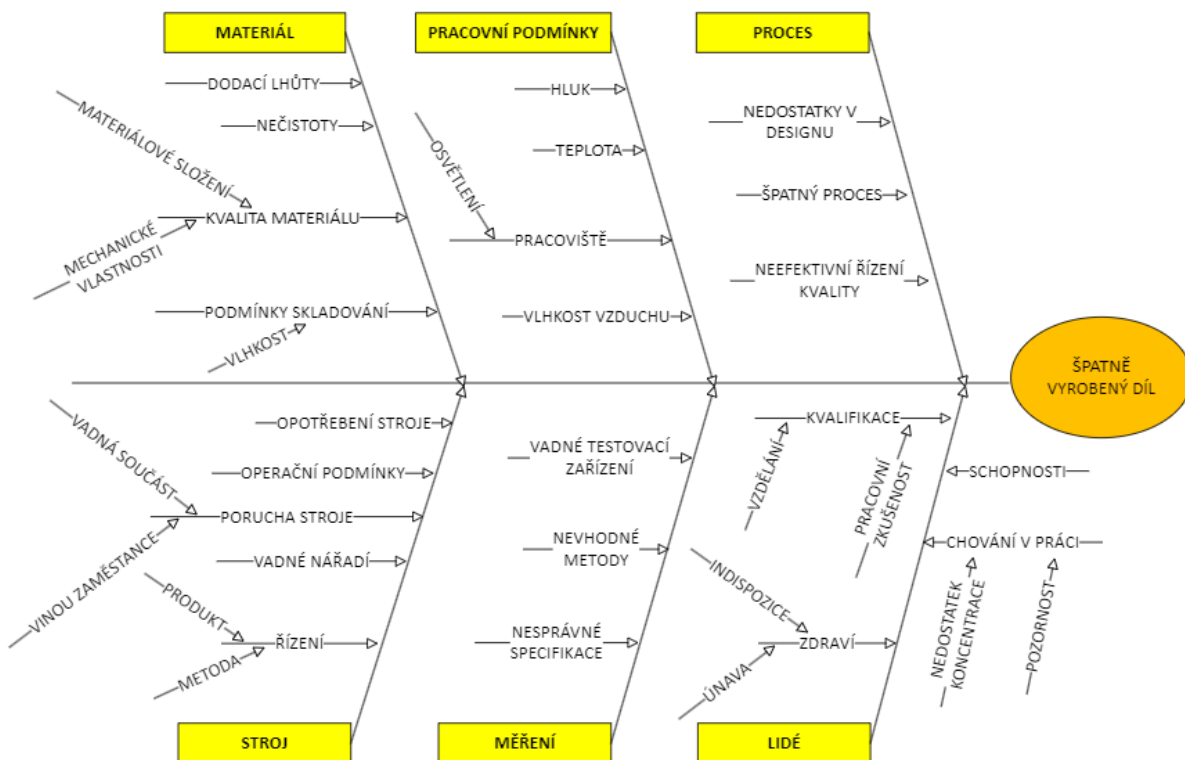 MATERIÁL
PRACOVNÍ PODMÍNKY
PROCES
DODACÍ LHŮTY
NEČISTOTY
MATERIÁLOVÉ SLOŽENÍ
KVALITA MATERIÁLU
MECHANICKÉ
VLASTNOSTI
PODMÍNKY SKLADOVÁNÍ
VLHKOST
HLUK
TEPLOTA
OSVĚTLENÍ
PRACOVIŠTĚ
VLHKOST VZDUCHU
NEDOSTATKY V
DESIGNU
ŠPATNÝ PROCES
NEEFEKTIVNÍ ŘÍZENÍ
KVALITY
ŠPATNĚ
VYROBENÝ DÍL
OPOTŘEBENÍ STROJE
OPERAČNÍ PODMÍNKY
VADNÁ SOUČÁST
PORUCHA STROJE
VINOU ZAMĚSTANCE
VADNÉ NÁŘADÍ
PRODUKT
ŘÍZENÍ
METODA
VADNÉ TESTOVACÍ
ZAŘÍZENÍ
NEVHODNÉ
METODY
NESPRÁVNÉ
SPECIFIKACE
KVALIFIKACE
VZDĚLÁNÍ
PRACOVNÍ
ZKUŠENOST
SCHOPNOSTI
CHOVÁNÍ V PRÁCI
NEDOSTATEK
KONCENTRACE
POZORNOST
INDISPOZICE
ZDRAVÍ
ÚNAVA
STROJ
MĚŘENÍ
LIDÉ